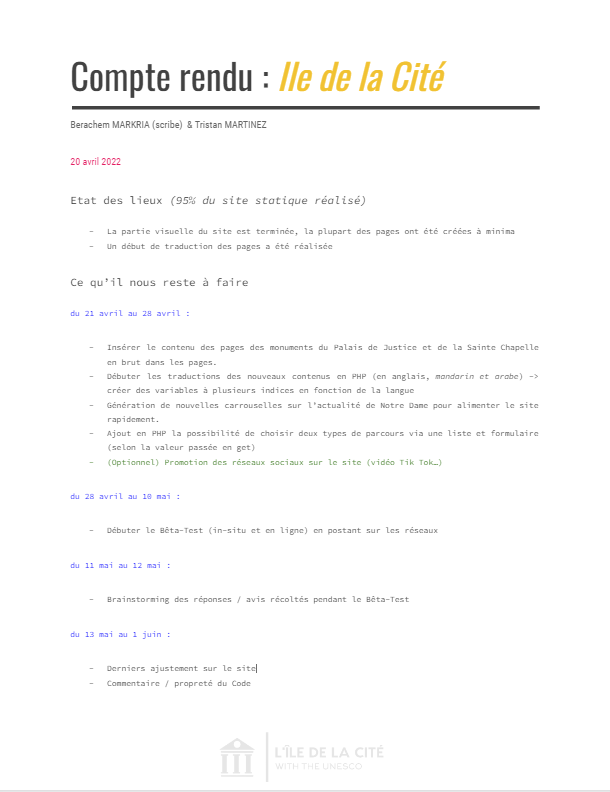 Compte rendu : Ile de la Cité
Berachem MARKRIA (scribe) & Tristan MARTINEZ
20 avril 2022
Etat des lieux (95% du site statique réalisé)
- La partie visuelle du site est terminée, la plupart des pages ont été créées à minima
- Un début de traduction des pages a été réalisée
Ce qu'il nous reste à faire
du 21 avril au 28 avril :
- Insérer le contenu des pages des monuments du Palais de Justice et de la Sainte Chapelle
en brut dans les pages.
- Débuter les traductions des nouveaux contenus en PHP (en anglais, mandarin et arabe) ->
créer des variables à plusieurs indices en fonction de la langue
- Génération de nouvelles carrouselles sur l'actualité de Notre Dame pour alimenter le site
rapidement.
- Ajout en PHP la possibilité de choisir deux types de parcours via une liste et formulaire
(selon la valeur passée en get)
- (Optionnel) Promotion des réseaux sociaux sur le site (vidéo Tik Tok…)
du 28 avril au 10 mai :
- Débuter le Bêta-Test (in-situ et en ligne) en postant sur les réseaux
du 11 mai au 12 mai :
- Brainstorming des réponses / avis récoltés pendant le Bêta-Test
du 13 mai au 1 juin :
- Derniers ajustement sur le site
- Commentaire / propreté du Code
L'ÎLE DE LA CITÉ
WITH THE UNESCO